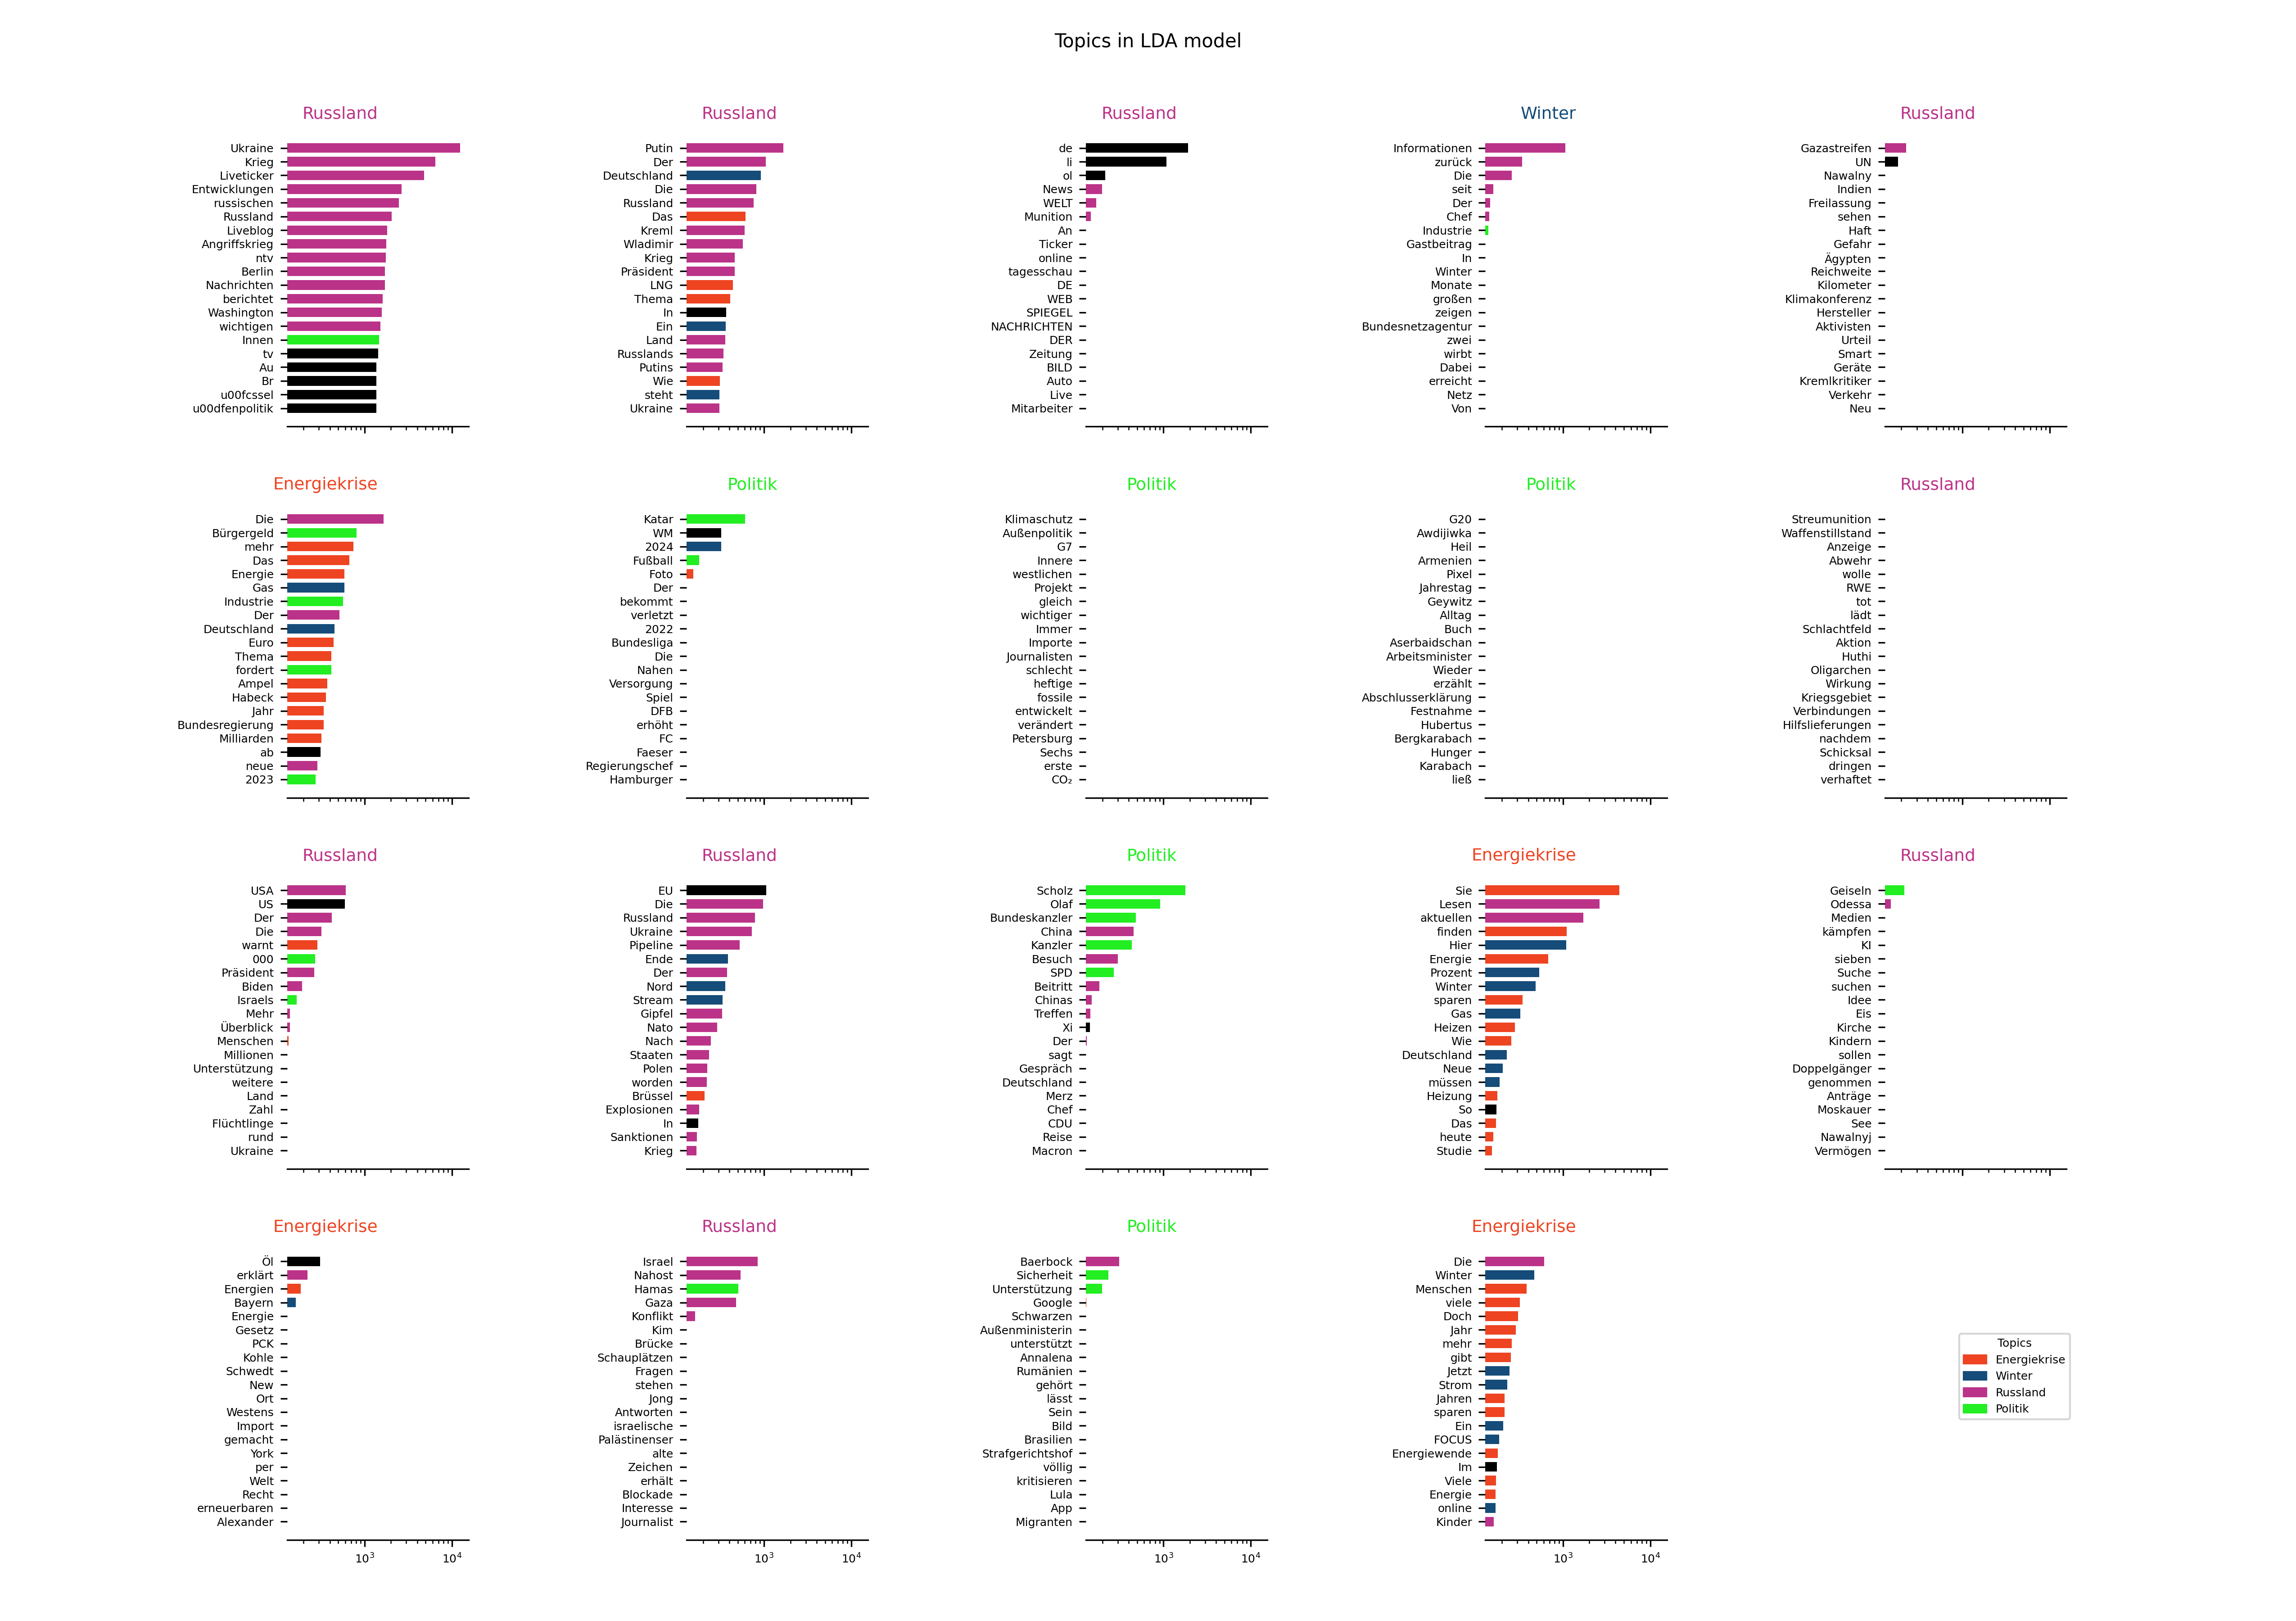 Topics in LDA model
Russland
Ukraine
Krieg
Liveticker
Entwicklungen
russischen
Russland
Liveblog
Angriffskrieg
ntv
Berlin
Nachrichten
berichtet
Washington
wichtigen
Innen
tv
Au
Br
u00fcssel
u00dfenpolitik
Russland
Putin
Der
Deutschland
Die
Russland
Das
Kreml
Wladimir
Krieg
Präsident
LNG
Thema
In
Ein
Land
Russlands
Putins
Wie
steht
Ukraine
Russland
de
li
ol
News
WELT
Munition
An
Ticker
online
tagesschau
DE
WEB
SPIEGEL
NACHRICHTEN
DER
Zeitung
BILD
Auto
Live
Mitarbeiter
Winter
Informationen
zurück
Die
seit
Der
Chef
Industrie
Gastbeitrag
In
Winter
Monate
großen
zeigen
Bundesnetzagentur
zwei
wirbt
Dabei
erreicht
Netz
Von
Russland
Gazastreifen
UN
Nawalny
Indien
Freilassung
sehen
Haft
Gefahr
Ägypten
Reichweite
Kilometer
Klimakonferenz
Hersteller
Aktivisten
Urteil
Smart
Geräte
Kremlkritiker
Verkehr
Neu
Energiekrise
Die
Bürgergeld
mehr
Das
Energie
Gas
Industrie
Der
Deutschland
Euro
Thema
fordert
Ampel
Habeck
Jahr
Bundesregierung
Milliarden
ab
neue
2023
Politik
Katar
WM
2024
Fußball
Foto
Der
bekommt
verletzt
2022
Bundesliga
Die
Nahen
Versorgung
Spiel
DFB
erhöht
FC
Faeser
Regierungschef
Hamburger
Politik
Klimaschutz
Außenpolitik
G7
Innere
westlichen
Projekt
gleich
wichtiger
Immer
Importe
Journalisten
schlecht
heftige
fossile
entwickelt
verändert
Petersburg
Sechs
erste
CO₂
Politik
G20
Awdijiwka
Heil
Armenien
Pixel
Jahrestag
Geywitz
Alltag
Buch
Aserbaidschan
Arbeitsminister
Wieder
erzählt
Abschlusserklärung
Festnahme
Hubertus
Bergkarabach
Hunger
Karabach
ließ
Russland
Streumunition
Waffenstillstand
Anzeige
Abwehr
wolle
RWE
tot
lädt
Schlachtfeld
Aktion
Huthi
Oligarchen
Wirkung
Kriegsgebiet
Verbindungen
Hilfslieferungen
nachdem
Schicksal
dringen
verhaftet
Russland
USA
US
Der
Die
warnt
000
Präsident
Biden
Israels
Mehr
Überblick
Menschen
Millionen
Unterstützung
weitere
Land
Zahl
Flüchtlinge
rund
Ukraine
Russland
EU
Die
Russland
Ukraine
Pipeline
Ende
Der
Nord
Stream
Gipfel
Nato
Nach
Staaten
Polen
worden
Brüssel
Explosionen
In
Sanktionen
Krieg
Politik
Scholz
Olaf
Bundeskanzler
China
Kanzler
Besuch
SPD
Beitritt
Chinas
Treffen
Xi
Der
sagt
Gespräch
Deutschland
Merz
Chef
CDU
Reise
Macron
Energiekrise
Sie
Lesen
aktuellen
finden
Hier
Energie
Prozent
Winter
sparen
Gas
Heizen
Wie
Deutschland
Neue
müssen
Heizung
So
Das
heute
Studie
Russland
Geiseln
Odessa
Medien
kämpfen
KI
sieben
Suche
suchen
Idee
Eis
Kirche
Kindern
sollen
Doppelgänger
genommen
Anträge
Moskauer
See
Nawalnyj
Vermögen
Energiekrise
Öl
erklärt
Energien
Bayern
Energie
Gesetz
PCK
Kohle
Schwedt
New
Ort
Westens
Import
gemacht
York
per
Welt
Recht
erneuerbaren
Alexander
10³ 10⁴
Russland
Israel
Nahost
Hamas
Gaza
Konflikt
Kim
Brücke
Schauplätzen
Fragen
stehen
Jong
Antworten
israelische
Palästinenser
alte
Zeichen
erhält
Blockade
Interesse
Journalist
10³ 10⁴
Politik
Baerbock
Sicherheit
Unterstützung
Google
Schwarzen
Außenministerin
unterstützt
Annalena
Rumänien
gehört
lässt
Sein
Bild
Brasilien
Strafgerichtshof
völlig
kritisieren
Lula
App
Migranten
10³ 10⁴
Energiekrise
Die
Winter
Menschen
viele
Doch
Jahr
mehr
gibt
Jetzt
Strom
Jahren
sparen
Ein
FOCUS
Energiewende
Im
Viele
Energie
online
Kinder
10³ 10⁴
Topics
Energiekrise
Winter
Russland
Politik